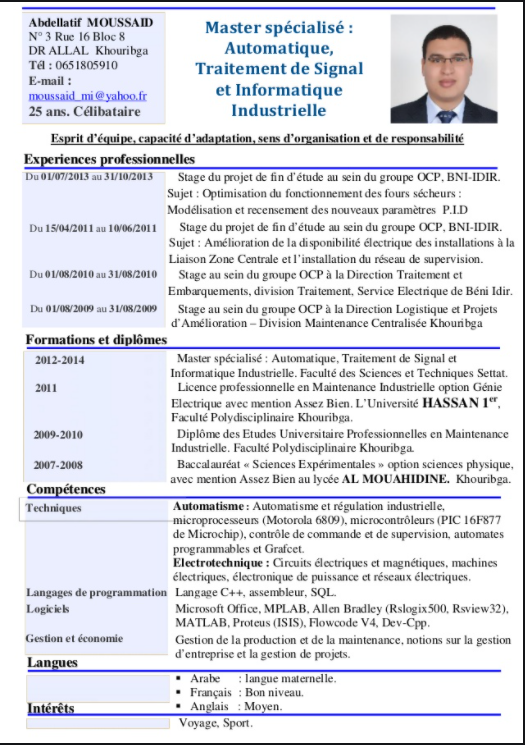 Abdellatif MOUSSAID
N° 3 Rue 16 Bloc 8
DR ALLAL Khouribga
Tél : 0651805910
E-mail :
moussaid_mi@yahoo.fr
25 ans. Célibataire
Master spécialisé :
Automatique,
Traitement de Signal
et Informatique
Industrielle
Esprit d'équipe, capacité d'adaptation, sens d'organisation et de responsabilité
Experiences professionnelles
Du 01/07/2013 au 31/10/2013 Stage du projet de fin d'étude au sein du groupe OCP, BNI-IDIR.
Sujet : Optimisation du fonctionnement des fours sécheurs :
Modélisation et recensement des nouveaux paramètres P.I.D
Du 15/04/2011 au 10/06/2011 Stage du projet de fin d'étude au sein du groupe OCP, BNI-IDIR.
Sujet : Amélioration de la disponibilité électrique des installations à la
Liaison Zone Centrale et l'installation du réseau de supervision.
Du 01/08/2010 au 31/08/2010 Stage au sein du groupe OCP à la Direction Traitement et
Embarquements, division Traitement, Service Electrique de Béni Idir.
Du 01/08/2009 au 31/08/2009 Stage au sein du groupe OCP à la Direction Logistique et Projets
d'Amélioration – Division Maintenance Centralisée Khouribga
Formations et diplômes
2012-2014 Master spécialisé : Automatique, Traitement de Signal et
Informatique Industrielle. Faculté des Sciences et Techniques Settat.
2011 Licence professionnelle en Maintenance Industrielle option Génie
Electrique avec mention Assez Bien. L'Université HASSAN 1er,
Faculté Polydisciplinaire Khouribga.
2009-2010 Diplôme des Etudes Universitaire Professionnelles en Maintenance
Industrielle. Faculté Polydisciplinaire Khouribga.
2007-2008 Baccalauréat « Sciences Expérimentales » option sciences physique,
avec mention Assez Bien au lycée AL MOUAHIDINE. Khouribga.
Compétences
Techniques Automatisme : Automatisme et régulation industrielle,
microprocesseurs (Motorola 6809), microcontrôleurs (PIC 16F877
de Microchip), contrôle de commande et de supervision, automates
programmables et Grafcet.
Electrotechnique : Circuits électriques et magnétiques, machines
électriques, électronique de puissance et réseaux électriques.
Langages de programmation Langage C++, assembleur, SQL.
Logiciels Microsoft Office, MPLAB, Allen Bradley (Rslogix500, Rsview32),
MATLAB, Proteus (ISIS), Flowcode V4, Dev-Cpp.
Gestion et économie Gestion de la production et de la maintenance, notions sur la gestion
d'entreprise et la gestion de projets.
Langues
▪ Arabe : langue maternelle.
▪ Français : Bon niveau.
▪ Anglais : Moyen.
Intérêts
Voyage, Sport.